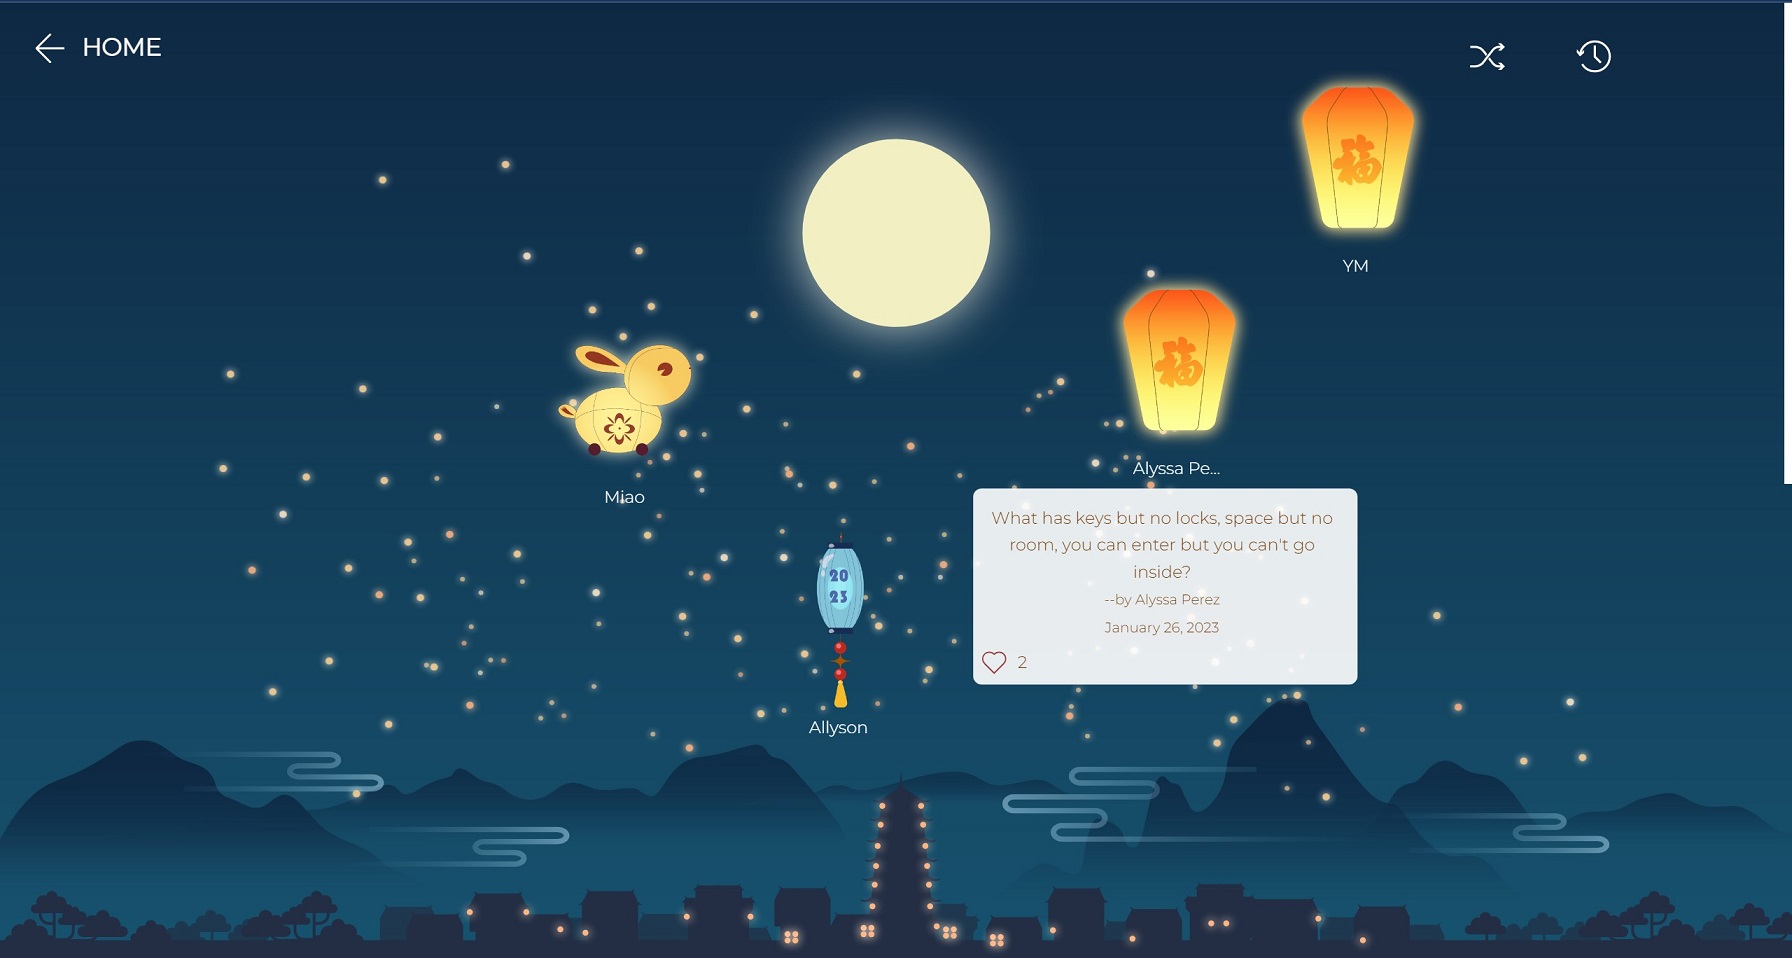 HOME
福
YM
福
Alyssa Pe...
Miao
What has keys but no locks, space but no
room, you can enter but you can't go
inside?
--by Alyssa Perez
January 26, 2023
2
20
23
Allyson